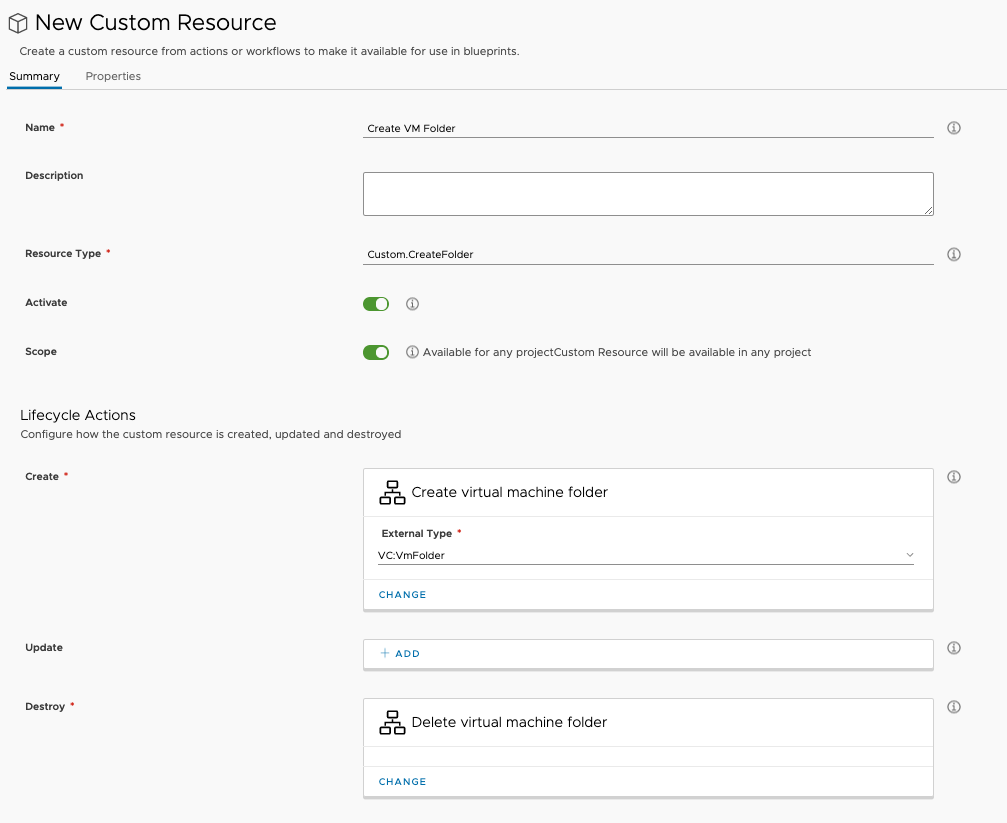 New Custom Resource
Create a custom resource from actions or workflows to make it available for use in blueprints.
Summary Properties
Name * Create VM Folder
Description
Resource Type * Custom.CreateFolder
Activate
Scope Available for any projectCustom Resource will be available in any project
Lifecycle Actions
Configure how the custom resource is created, updated and destroyed
Create * Create virtual machine folder
External Type *
VC:VmFolder
CHANGE
Update + ADD
Destroy * Delete virtual machine folder
CHANGE